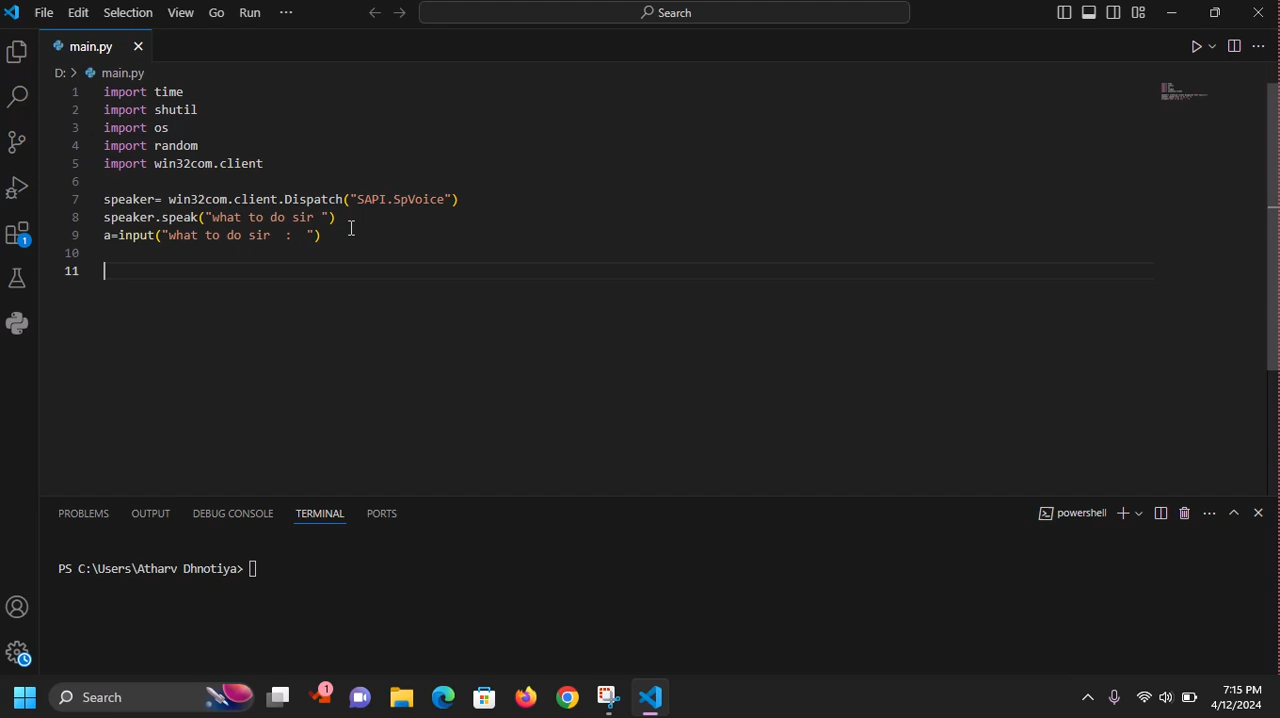 File Edit Selection View Go Run ··· Search
main.py
D: > main.py
1 import time
2 import shutil
3 import os
4 import random
5 import win32com.client
6
7 speaker= win32com.client.Dispatch("SAPI.SpVoice")
8 speaker.speak("what to do sir ")
9 a=input("what to do sir  :  ")
10
11
1
PROBLEMS OUTPUT DEBUG CONSOLE TERMINAL PORTS powershell
PS C:\Users\Atharv Dhnotiya>
Search 1 7:15 PM
4/12/2024